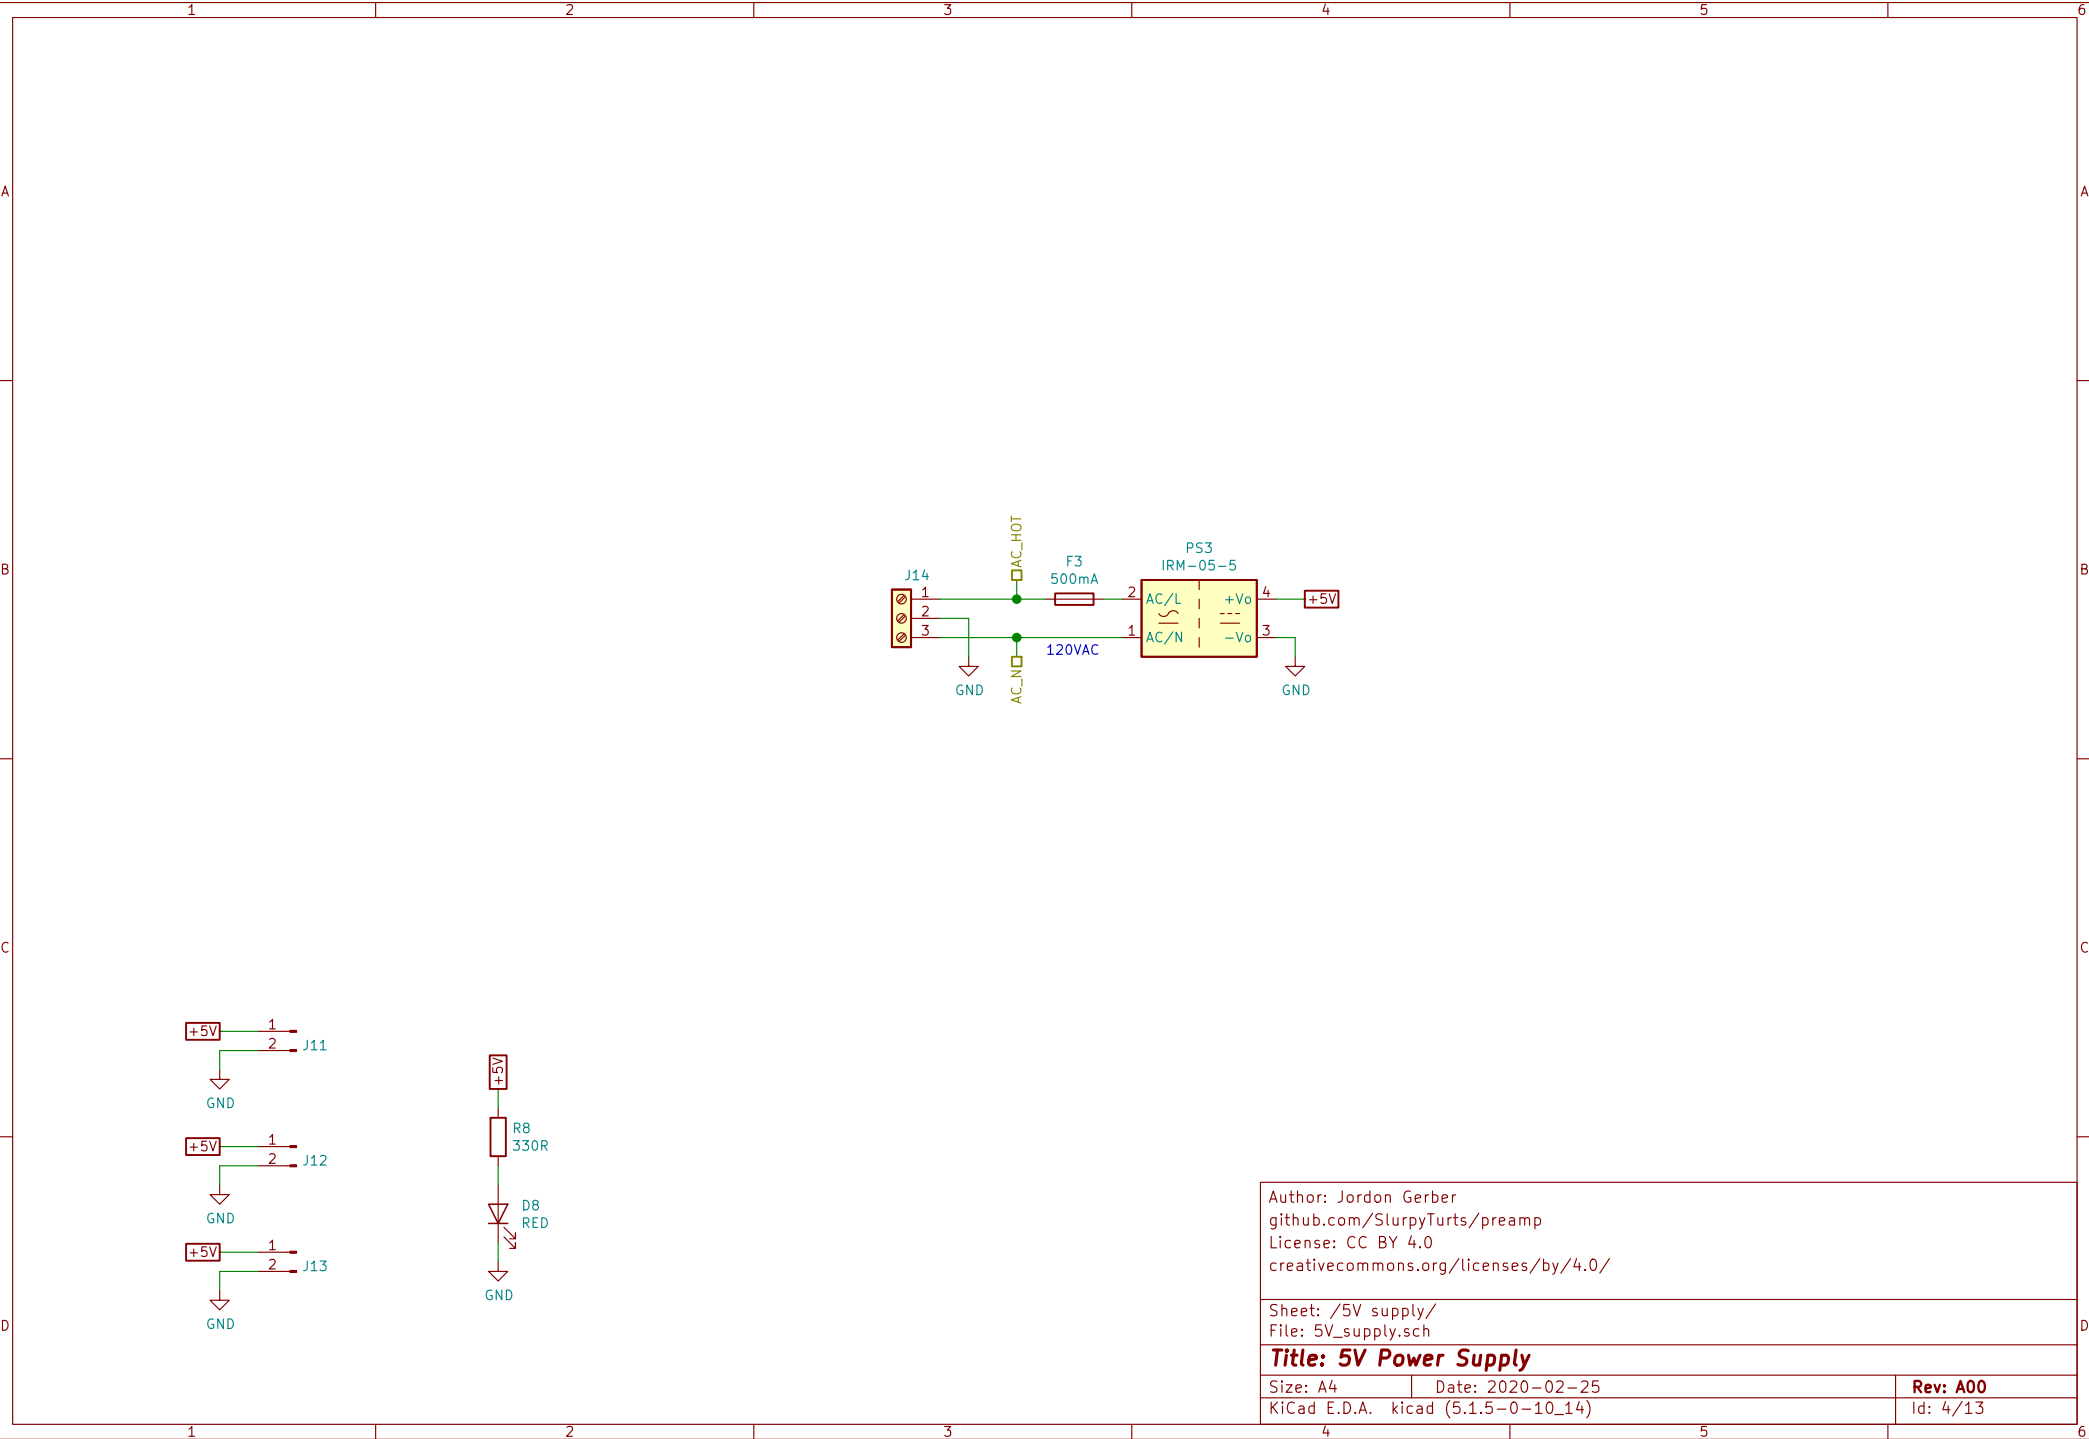 1 2 3 4 5 6
A A
AC_HOT
PS3
IRM-05-5
F3
500mA
J14
B B
1 2 AC/L +Vo 4 +5V
2
3 1 AC/N -Vo 3
120VAC
AC_N
GND GND
C C
+5V 1
2 J11
GND
+5V
+5V 1
2 J12
GND
R8
330R
D8
RED
+5V 1
2 J13
GND
GND
Author: Jordon Gerber
github.com/SlurpyTurts/preamp
License: CC BY 4.0
creativecommons.org/licenses/by/4.0/
Sheet: /5V supply/
File: 5V_supply.sch
D D
Title: 5V Power Supply
Size: A4 Date: 2020-02-25 Rev: A00
KiCad E.D.A. kicad (5.1.5-0-10_14) Id: 4/13
1 2 3 4 5 6